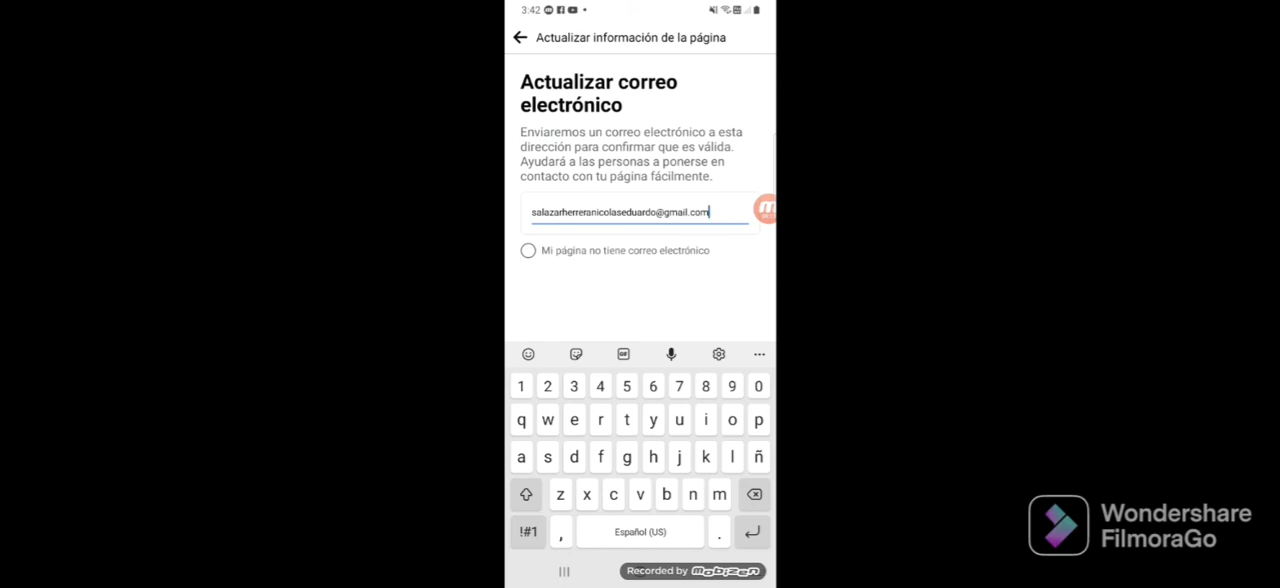 3:42
Actualizar información de la página
Actualizar correo
electrónico
Enviaremos un correo electrónico a esta
dirección para confirmar que es válida.
Ayudará a las personas a ponerse en
contacto con tu página fácilmente.
salazarherreranicolaseduardo@gmail.com
Mi página no tiene correo electrónico
GIF
1 2 3 4 5 6 7 8 9 0
q w e r t y u i o p
a s d f g h j k l ñ
z x c v b n m
!#1 , Español (US) .
Recorded by mobizen
Wondershare
FilmoraGo